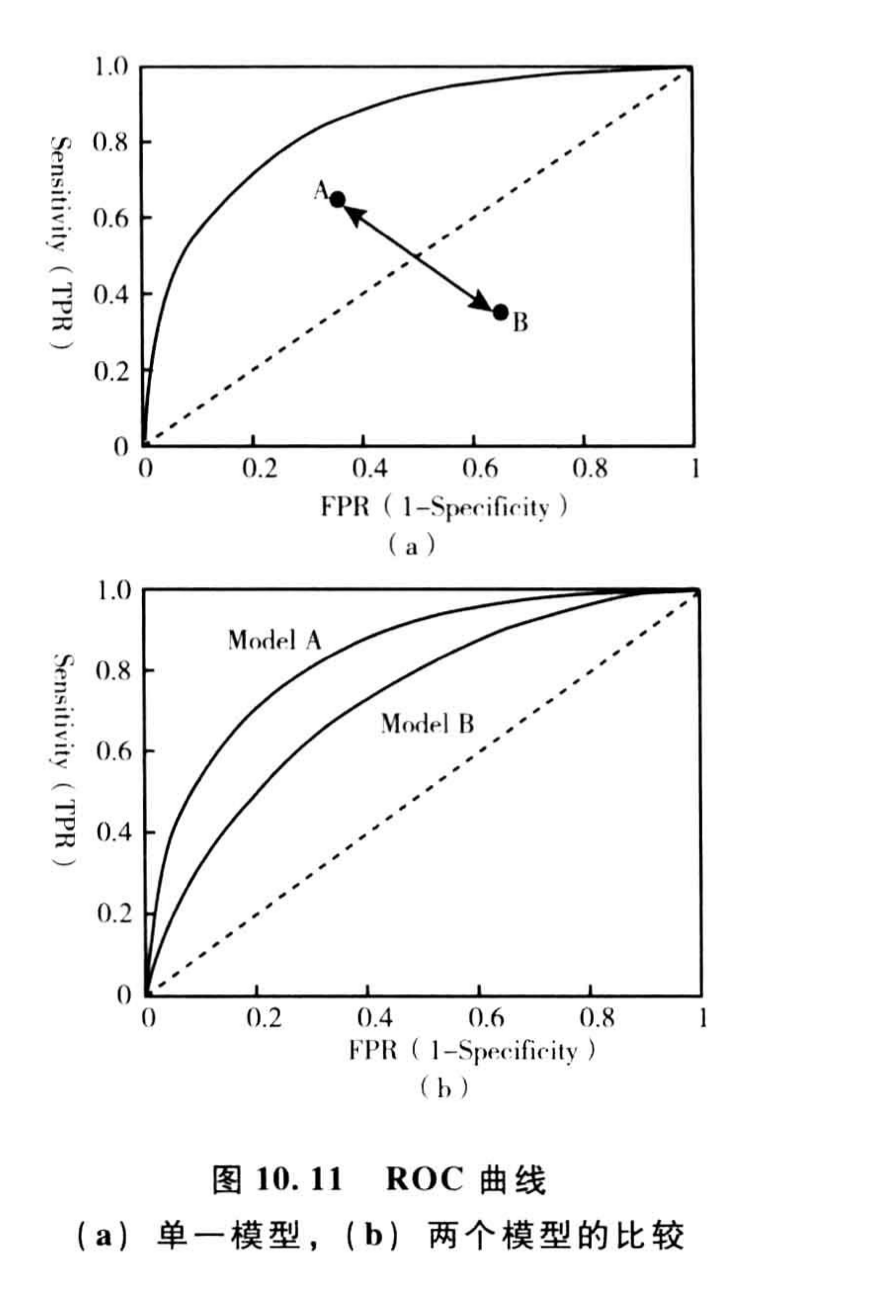 1.0
0.8
0.6
0.4
0.2
0
Sensitivity（TPR）
A
B
0 0.2 0.4 0.6 0.8 1
FPR（1-Specificity）
（a）
1.0
0.8
0.6
0.4
0.2
0
Sensitivity（TPR）
Model A
Model B
0 0.2 0.4 0.6 0.8 1
FPR（1-Specificity）
（b）
图 10.11 ROC 曲线
(a) 单一模型，(b) 两个模型的比较